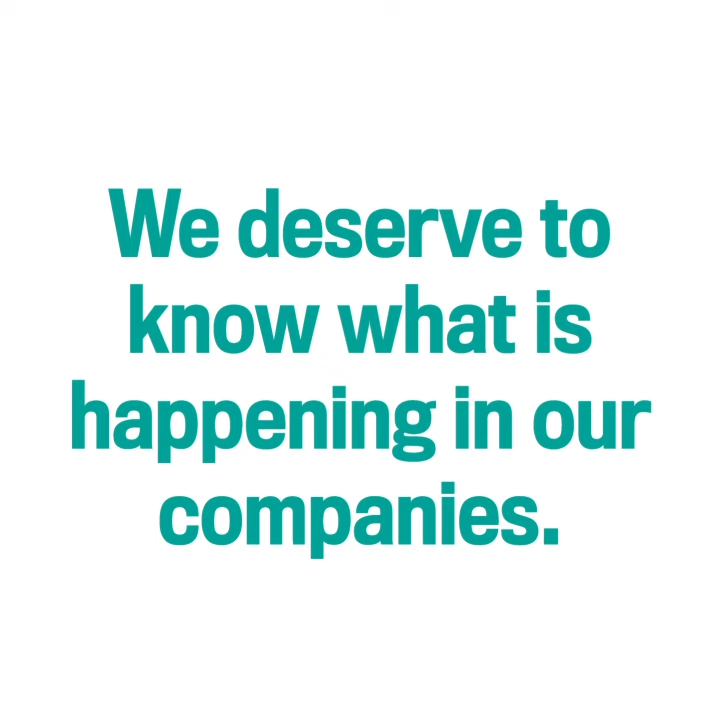 We deserve to
know what is
happening in our
companies.